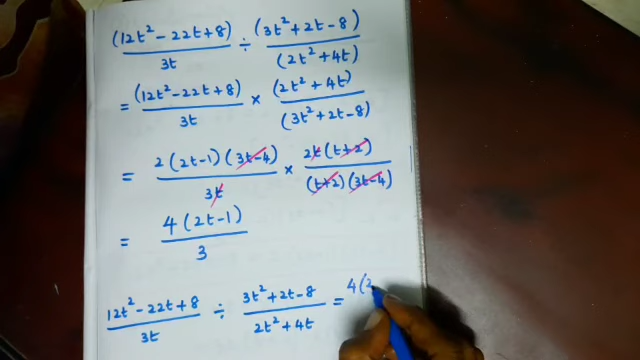 (12t² - 22t + 8) / 3t ÷ (3t² + 2t - 8) / (2t² + 4t)
= (12t² - 22t + 8) / 3t × (2t² + 4t) / (3t² + 2t - 8)
= 2(2t-1)(3t-4) / 3t × 2t(t+2) / (t+2)(3t-4)
= 4(2t-1) / 3
12t² - 22t + 8 / 3t ÷ 3t² + 2t - 8 / 2t² + 4t = 4(2